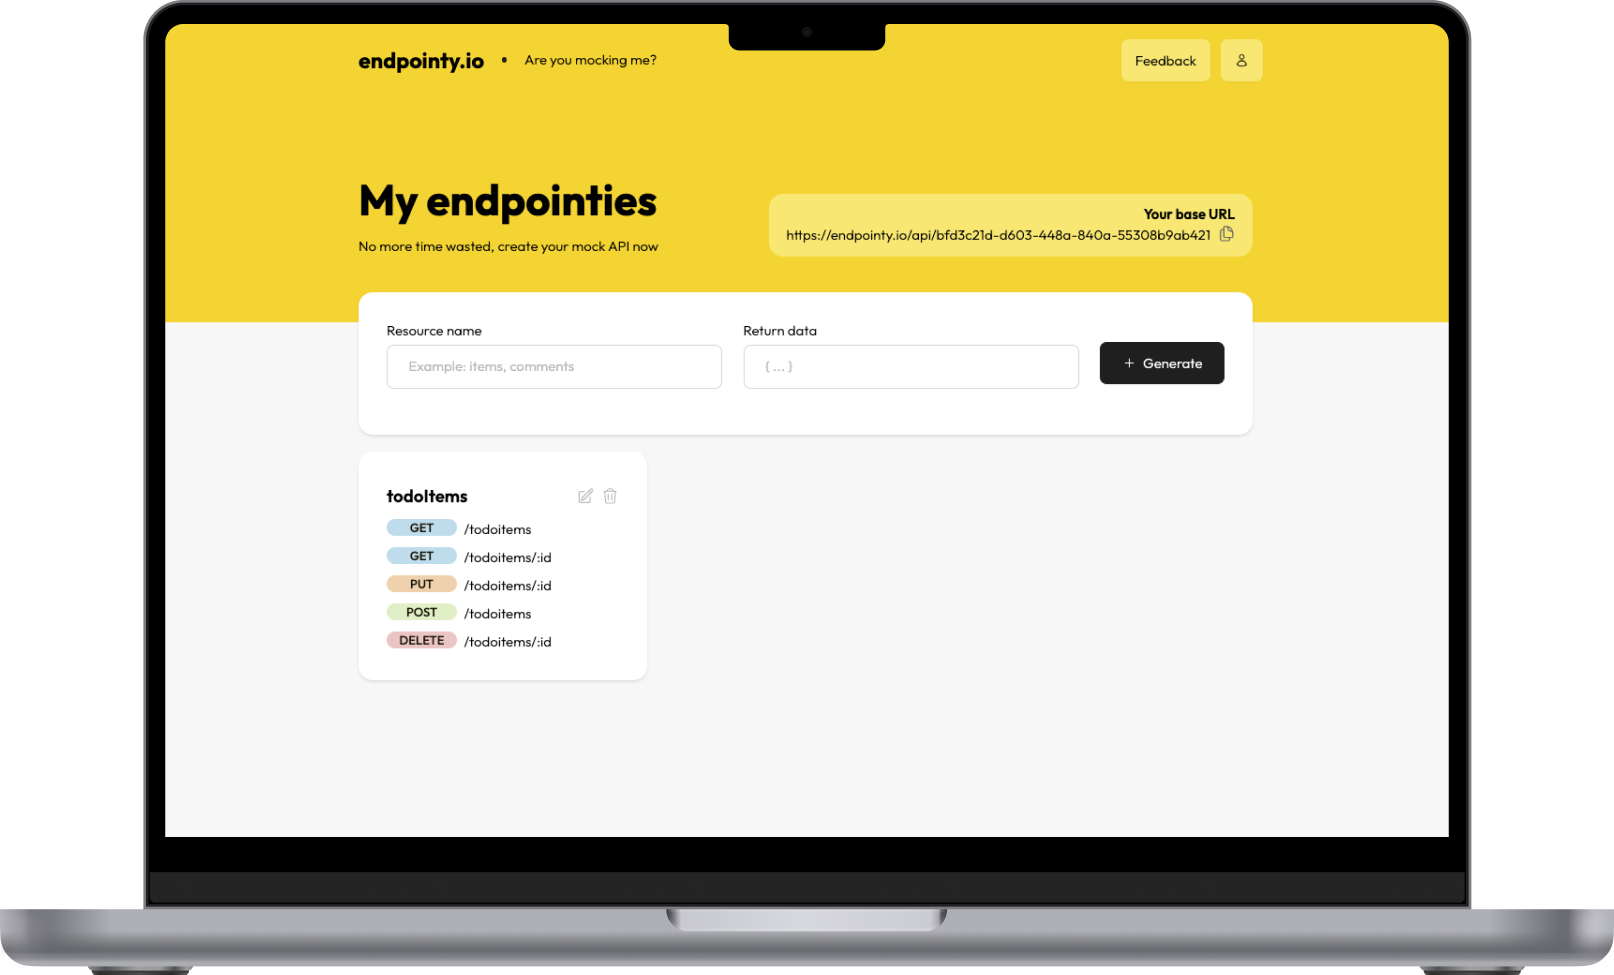 endpointy.io • Are you mocking me?
Feedback
My endpointies
No more time wasted, create your mock API now
Your base URL
https://endpointy.io/api/bfd3c21d-d603-448a-840a-55308b9ab421
Resource name
Example: items, comments
Return data
{ ... }
+ Generate
todoItems
GET /todoitems
GET /todoitems/:id
PUT /todoitems/:id
POST /todoitems
DELETE /todoitems/:id